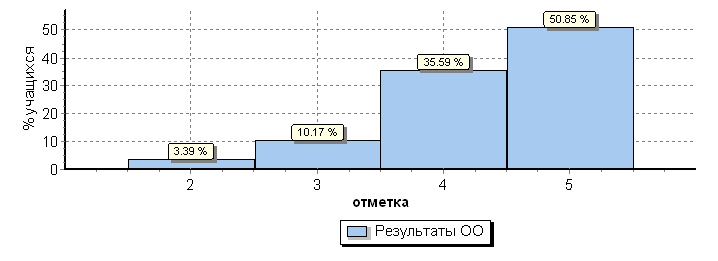 % учащихся
50
40
30
20
10
0
3.39 %
10.17 %
35.59 %
50.85 %
2 3 4 5
отметка
Результаты ОО